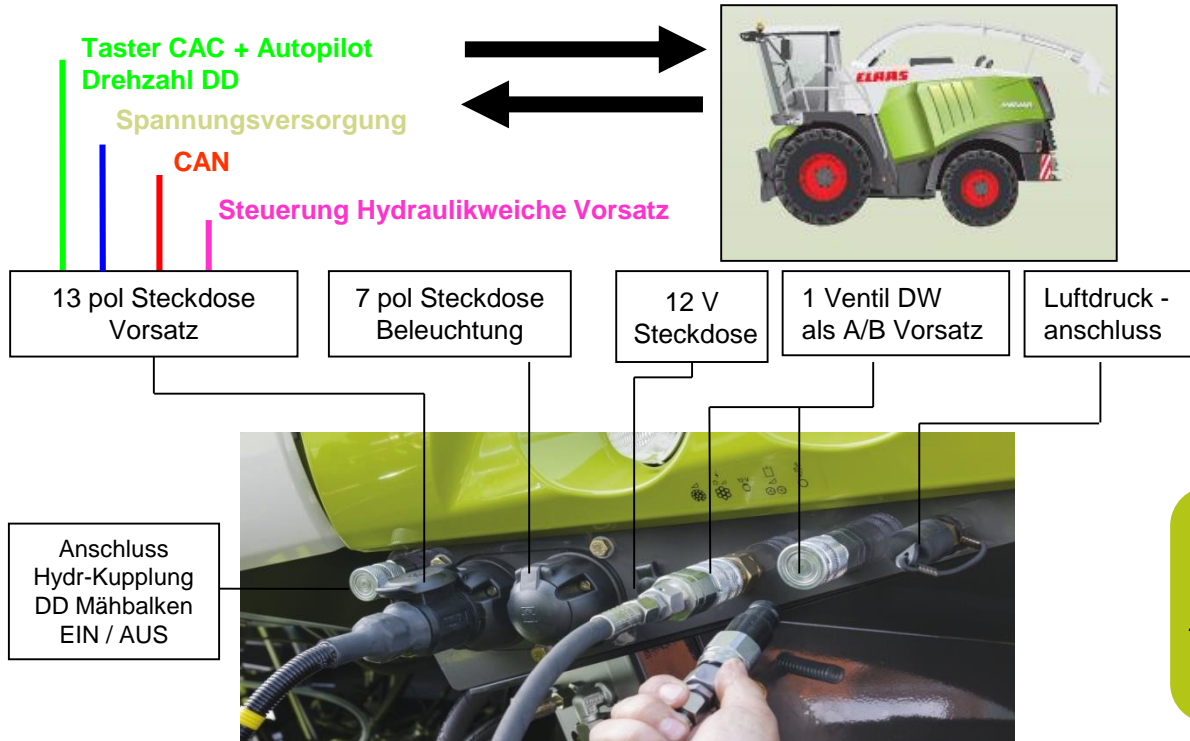 Taster CAC + Autopilot
Drehzahl DD
Spannungsversorgung
CAN
Steuerung Hydraulikweiche Vorsatz
CLAAS
13 pol Steckdose
Vorsatz
7 pol Steckdose
Beleuchtung
12 V
Steckdose
1 Ventil DW
als A/B Vorsatz
Luftdruck -
anschluss
Anschluss
Hydr-Kupplung
DD Mähbalken
EIN / AUS